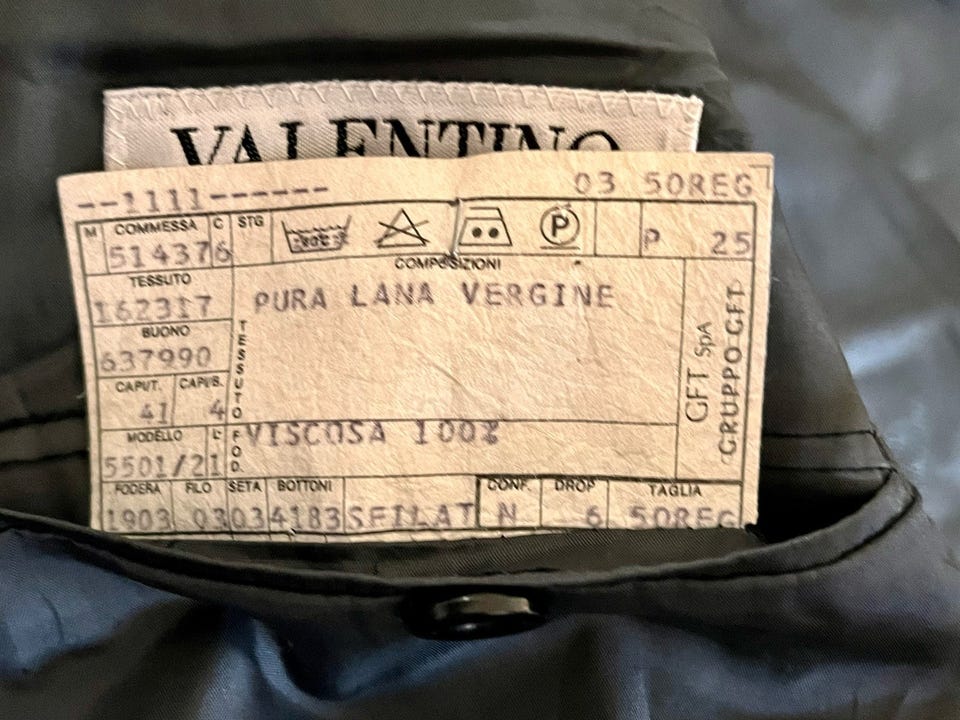 VALENTINO
--1111------ 03 50REG
M COMMESSA C STG
514376 P P 25
COMPOSIZIONI
TESSUTO
162317 PURA LANA VERGINE
BUONO
637990
CAPUT. CAPUS.
41 4
TESSUTO
MODELLO
5501/21
FOD. VISCOSA 100%
GFT SpA
GRUPPO GFT
FODERA FILO SETA BOTTONI CONF. DROP TAGLIA
1903 03 03 4183 SFILAT N 6 50REG